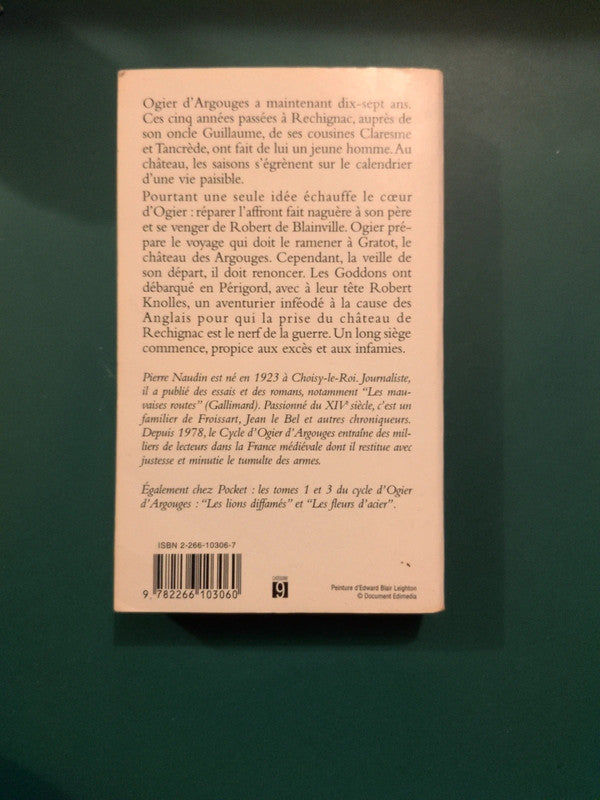 Ogier d'Argouges a maintenant dix-sept ans.
Ces cinq années passées à Rechignac, auprès de
son oncle Guillaume, de ses cousines Claresme
et Tancrède, ont fait de lui un jeune homme. Au
château, les saisons s'égrènent sur le calendrier
d'une vie paisible.
Pourtant une seule idée échauffe le cœur
d'Ogier : réparer l'affront fait naguère à son père
et se venger de Robert de Blainville. Ogier pré-
pare le voyage qui doit le ramener à Gratot, le
château des Argouges. Cependant, la veille de
son départ, il doit renoncer. Les Goddons ont
débarqué en Périgord, avec à leur tête Robert
Knolles, un aventurier inféodé à la cause des
Anglais pour qui la prise du château de
Rechignac est le nerf de la guerre. Un long siège
commence, propice aux excès et aux infamies.
Pierre Naudin est né en 1923 à Choisy-le-Roi. Journaliste,
il a publié des essais et des romans, notamment "Les mau-
vaises routes" (Gallimard). Passionné du XIVe siècle, c'est un
familier de Froissart, Jean le Bel et autres chroniqueurs.
Depuis 1978, le Cycle d'Ogier d'Argouges entraîne des mil-
liers de lecteurs dans la France médiévale dont il restitue avec
justesse et minutie le tumulte des armes.
Également chez Pocket : les tomes 1 et 3 du cycle d'Ogier
d'Argouges : "Les lions diffamés" et "Les fleurs d'acier".
ISBN 2-266-10306-7
9 782266 103060
CATÉGORIE
9
Peinture d'Edward Blair Leighton
© Document Edimedia